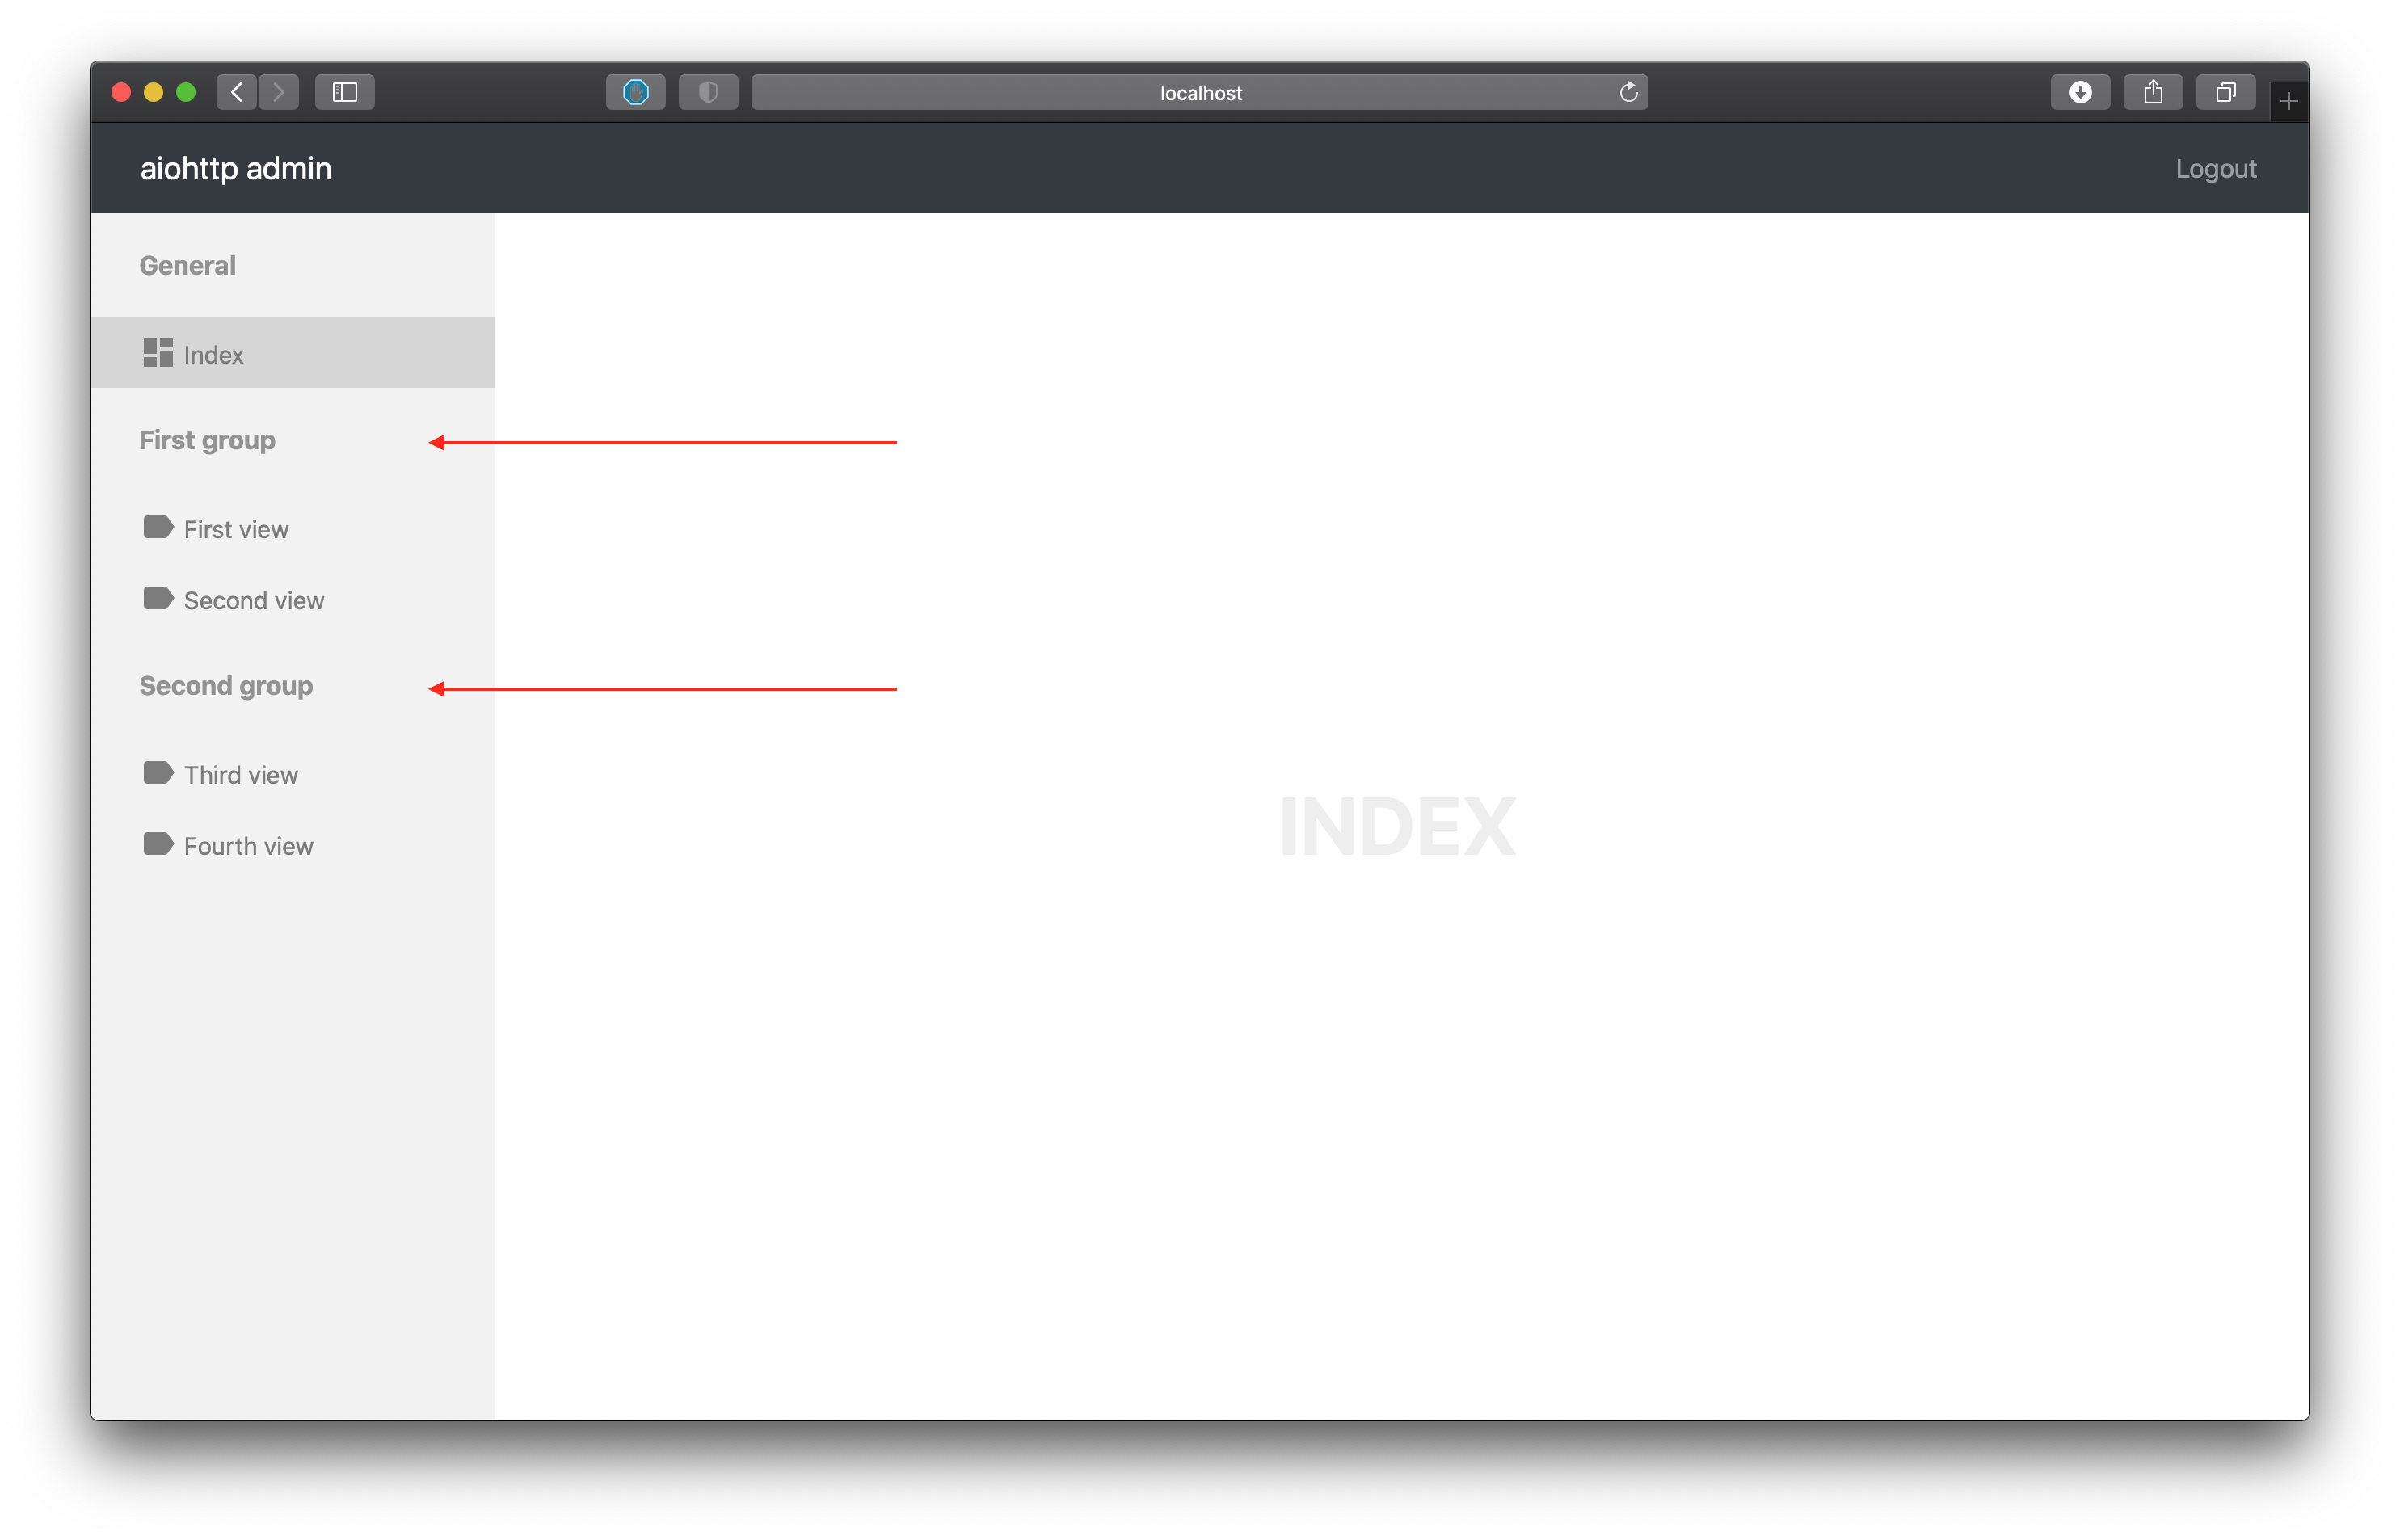 localhost
aiohttp admin
Logout
General
Index
First group
First view
Second view
Second group
Third view
Fourth view
INDEX